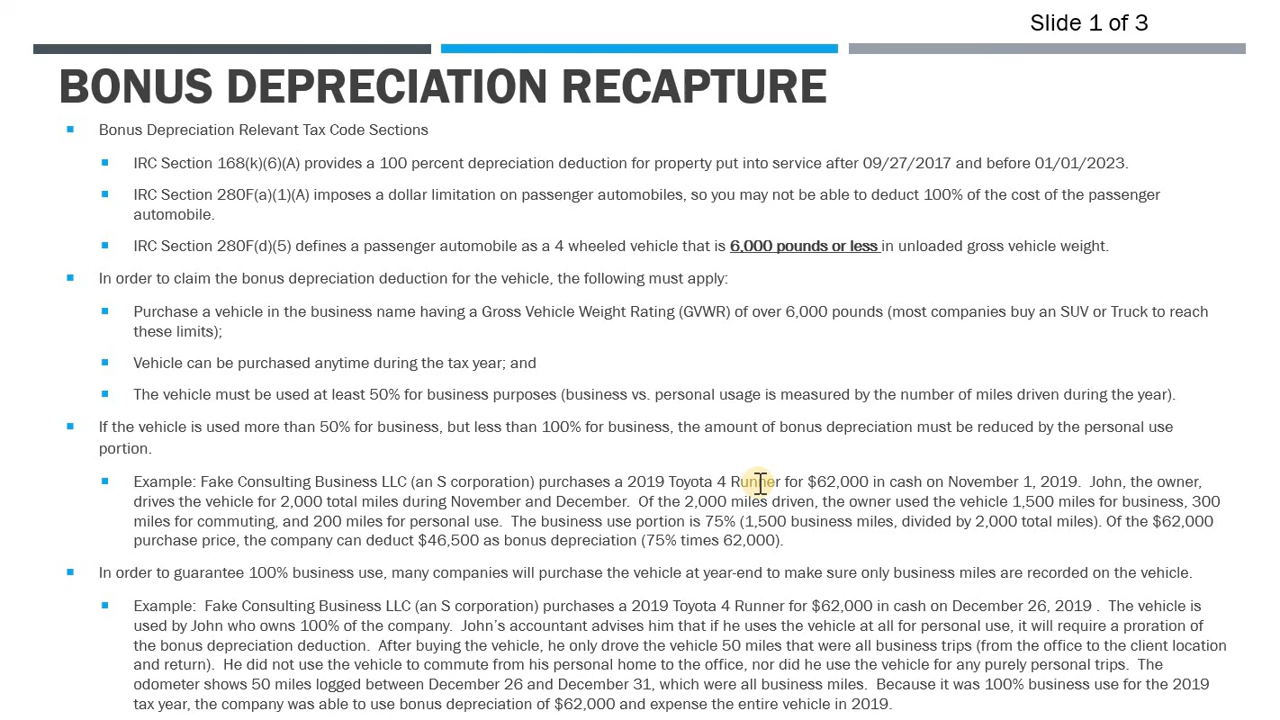 Slide 1 of 3
BONUS DEPRECIATION RECAPTURE
Bonus Depreciation Relevant Tax Code Sections
IRC Section 168(k)(6)(A) provides a 100 percent depreciation deduction for property put into service after 09/27/2017 and before 01/01/2023.
IRC Section 280F(a)(1)(A) imposes a dollar limitation on passenger automobiles, so you may not be able to deduct 100% of the cost of the passenger
automobile.
IRC Section 280F(d)(5) defines a passenger automobile as a 4 wheeled vehicle that is 6,000 pounds or less in unloaded gross vehicle weight.
In order to claim the bonus depreciation deduction for the vehicle, the following must apply:
Purchase a vehicle in the business name having a Gross Vehicle Weight Rating (GVWR) of over 6,000 pounds (most companies buy an SUV or Truck to reach
these limits);
Vehicle can be purchased anytime during the tax year; and
The vehicle must be used at least 50% for business purposes (business vs. personal usage is measured by the number of miles driven during the year).
If the vehicle is used more than 50% for business, but less than 100% for business, the amount of bonus depreciation must be reduced by the personal use
portion.
Example: Fake Consulting Business LLC (an S corporation) purchases a 2019 Toyota 4 Runner for $62,000 in cash on November 1, 2019. John, the owner,
drives the vehicle for 2,000 total miles during November and December. Of the 2,000 miles driven, the owner used the vehicle 1,500 miles for business, 300
miles for commuting, and 200 miles for personal use. The business use portion is 75% (1,500 business miles, divided by 2,000 total miles). Of the $62,000
purchase price, the company can deduct $46,500 as bonus depreciation (75% times 62,000).
In order to guarantee 100% business use, many companies will purchase the vehicle at year-end to make sure only business miles are recorded on the vehicle.
Example: Fake Consulting Business LLC (an S corporation) purchases a 2019 Toyota 4 Runner for $62,000 in cash on December 26, 2019 . The vehicle is
used by John who owns 100% of the company. John's accountant advises him that if he uses the vehicle at all for personal use, it will require a proration of
the bonus depreciation deduction. After buying the vehicle, he only drove the vehicle 50 miles that were all business trips (from the office to the client location
and return). He did not use the vehicle to commute from his personal home to the office, nor did he use the vehicle for any purely personal trips. The
odometer shows 50 miles logged between December 26 and December 31, which were all business miles. Because it was 100% business use for the 2019
tax year, the company was able to use bonus depreciation of $62,000 and expense the entire vehicle in 2019.